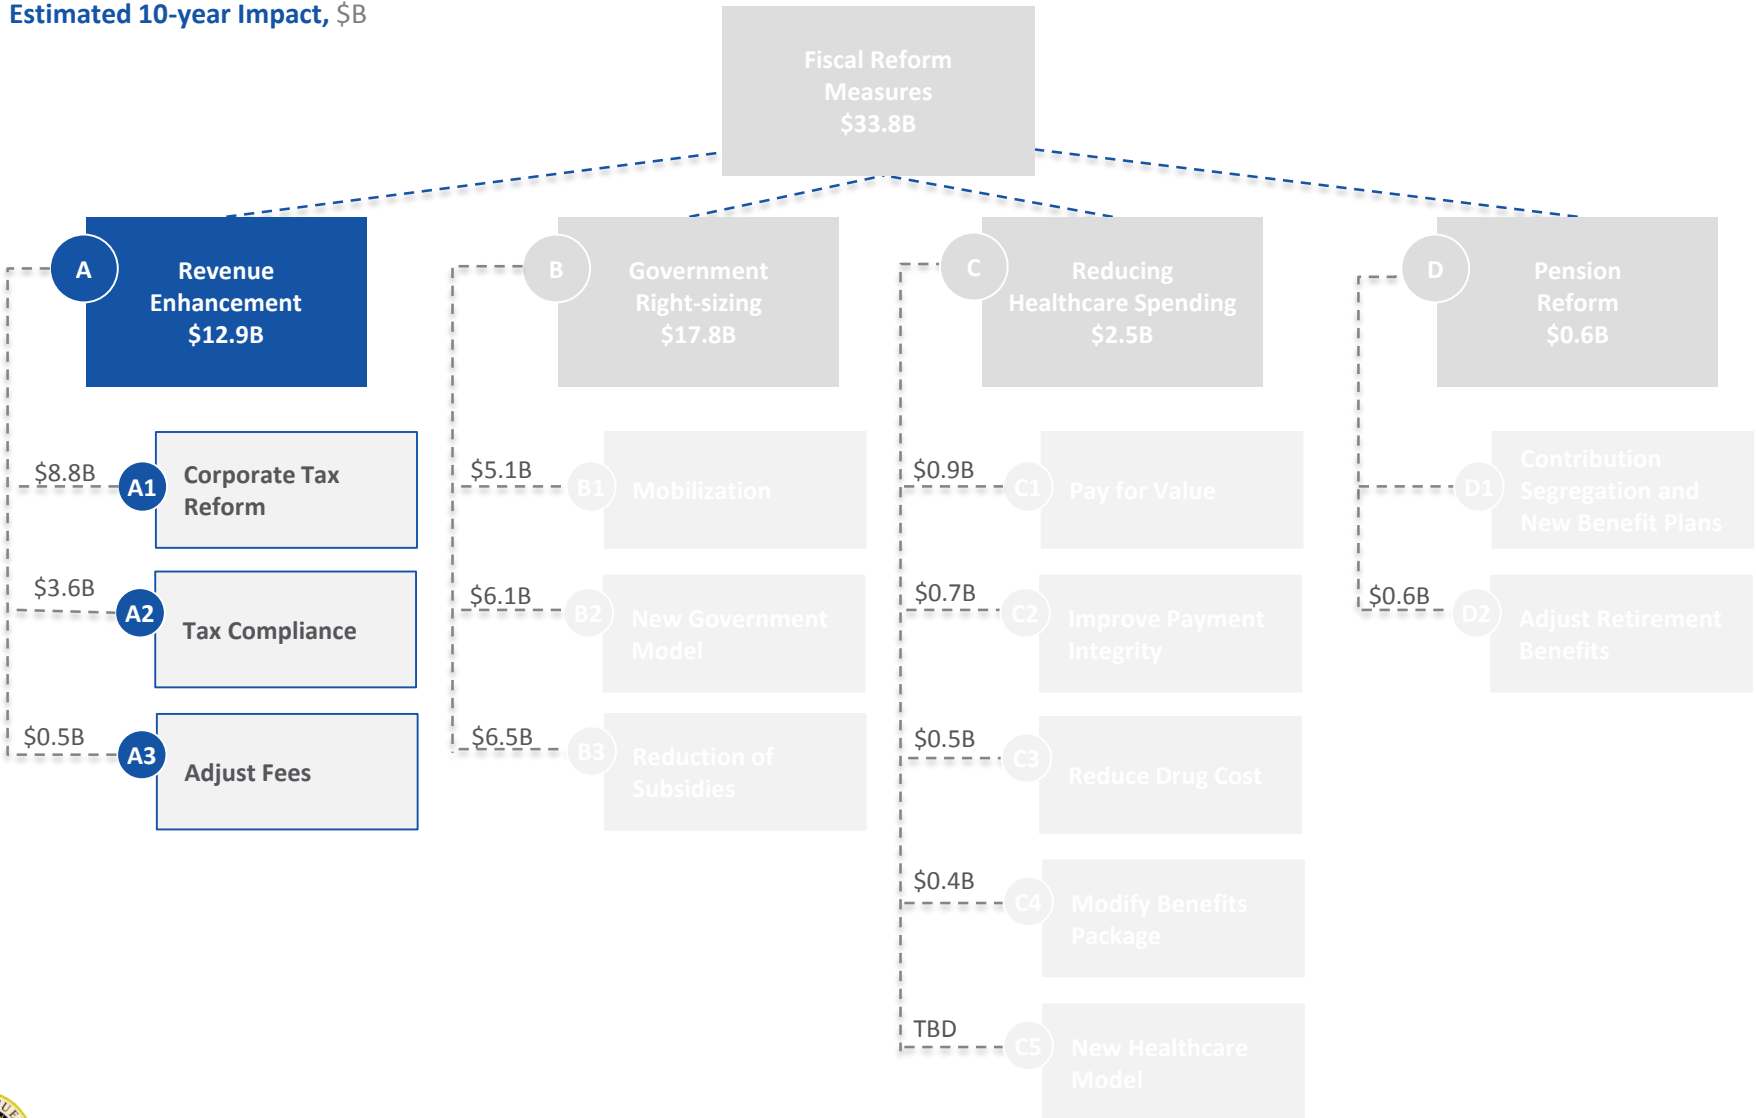 Estimated 10-year Impact, $B
Fiscal Reform
Measures
$33.8B
A
Revenue
Enhancement
$12.9B
$8.8B
A1
Corporate Tax
Reform
$3.6B
A2
Tax Compliance
$0.5B
A3
Adjust Fees
B
Government
Right-sizing
$17.8B
$5.1B
B1
Mobilization
$6.1B
B2
New Government
Model
$6.5B
B3
Reduction of
Subsidies
C
Reducing
Healthcare Spending
$2.5B
$0.9B
C1
Pay for Value
$0.7B
C2
Improve Payment
Integrity
$0.5B
C3
Reduce Drug Cost
$0.4B
C4
Modify Benefits
Package
TBD
C5
New Healthcare
Model
D
Pension
Reform
$0.6B
D1
Contribution
Segregation and
New Benefit Plans
$0.6B
D2
Adjust Retirement
Benefits